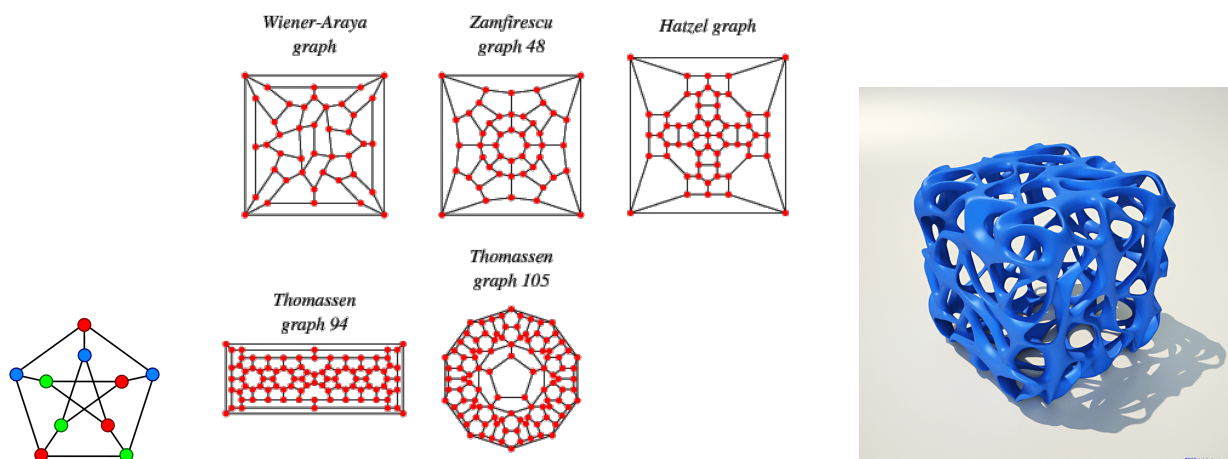 Wiener-Araya
graph
Zamfirescu
graph 48
Hatzel graph
Thomassen
graph 94
Thomassen
graph 105